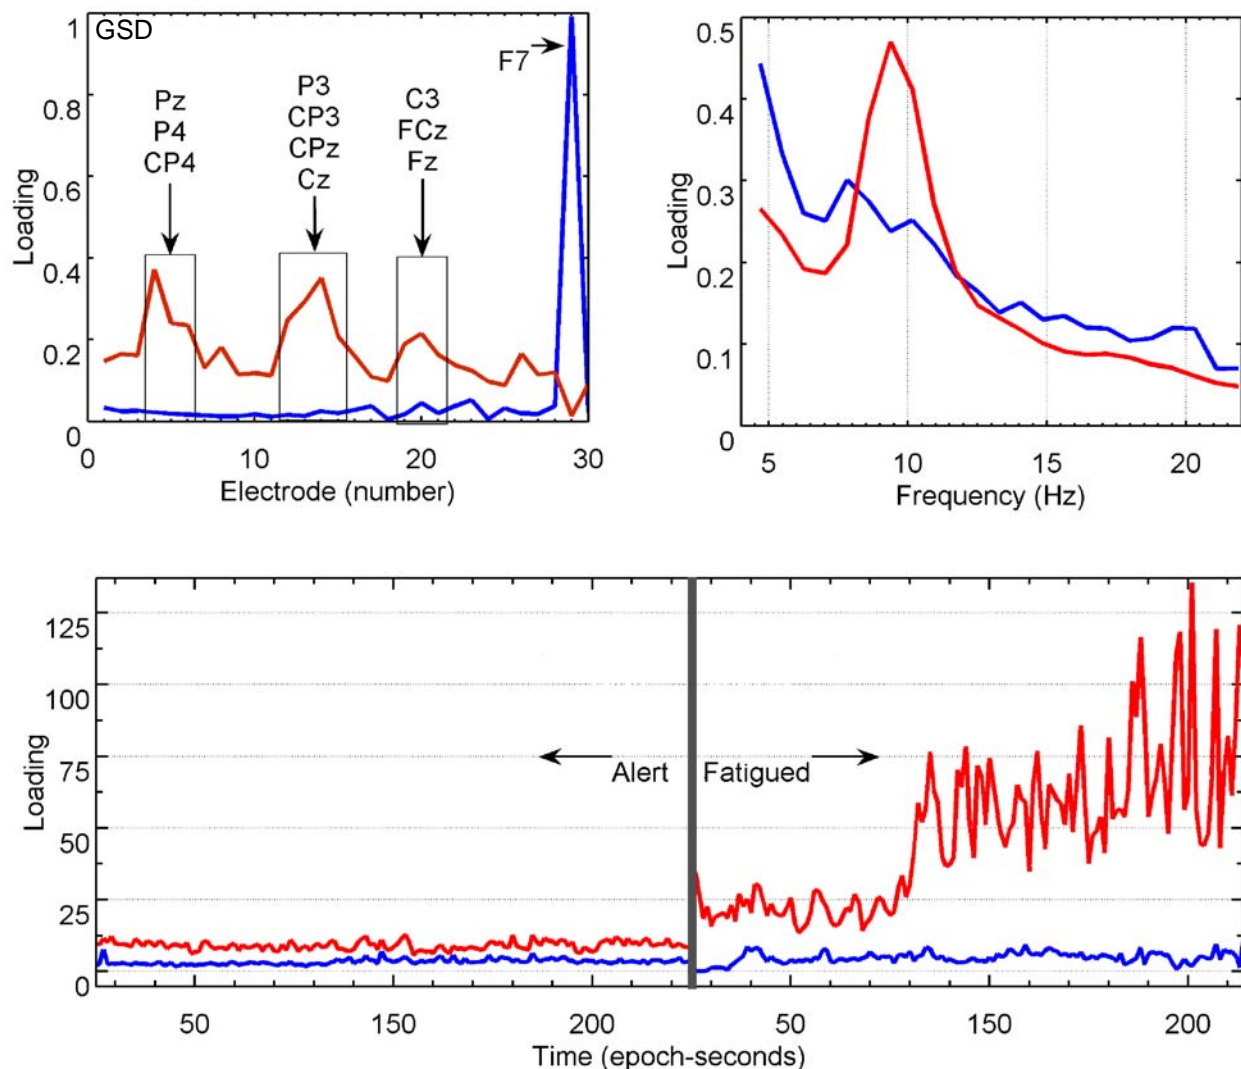 GSD
1
0.8
0.6
0.4
0.2
0
Loading
Pz
P4
CP4
P3
CP3
CPz
Cz
C3
FCz
Fz
F7
0 10 20 30
Electrode (number)
0.5
0.4
0.3
0.2
0.1
0
Loading
5 10 15 20
Frequency (Hz)
125
100
75
50
25
0
Loading
Alert
Fatigued
50 150 200 50 150 200
Time (epoch-seconds)